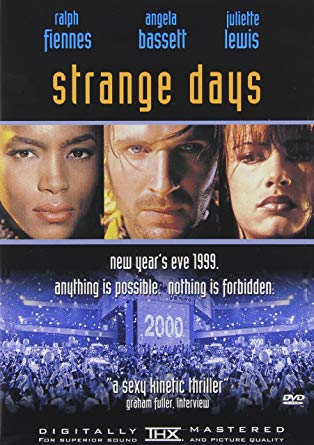 ralph angela juliette
fiennes bassett lewis
strange days
new year's eve 1999.
anything is possible. nothing is forbidden.
2000
"a sexy kinetic thriller"
graham fuller, interview
DVD
DIGITALLY THX MASTERED
FOR SUPERIOR SOUND AND PICTURE QUALITY